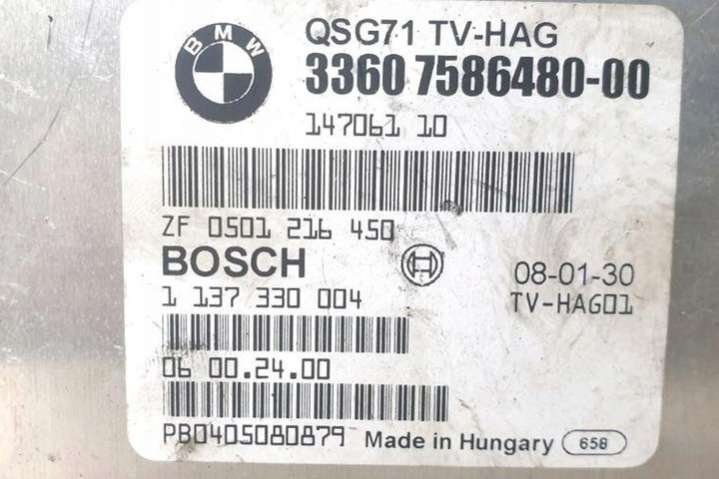 BMW
QSG71 TV-HAG
3360 7586480-00
147061 10
ZF 0501 216 450
BOSCH
08-01-30
1 137 330 004
TV-HAG01
06 00.24.00
PB0405080879 Made in Hungary 658